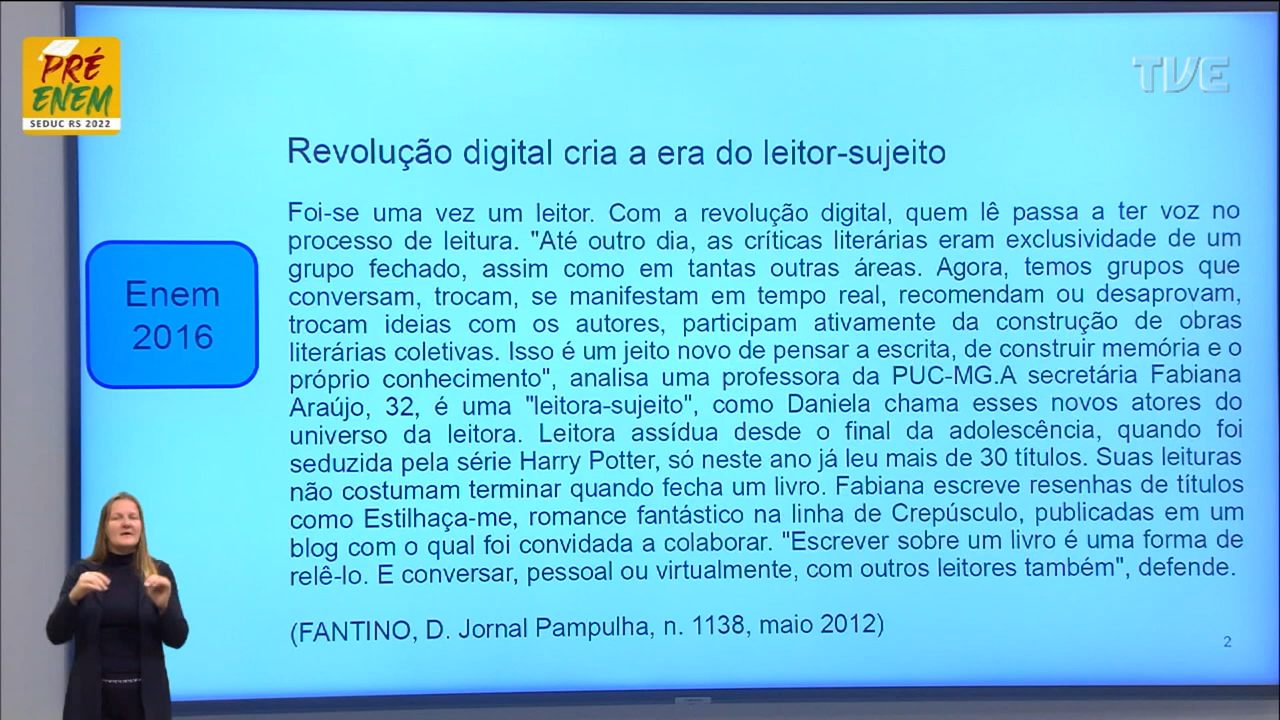 PRÉ
ENEM
SEDUC RS 2022
TVE
Revolução digital cria a era do leitor-sujeito
Foi-se uma vez um leitor. Com a revolução digital, quem lê passa a ter voz no
processo de leitura. "Até outro dia, as críticas literárias eram exclusividade de um
grupo fechado, assim como em tantas outras áreas. Agora, temos grupos que
conversam, trocam, se manifestam em tempo real, recomendam ou desaprovam,
trocam ideias com os autores, participam ativamente da construção de obras
literárias coletivas. Isso é um jeito novo de pensar a escrita, de construir memória e o
próprio conhecimento", analisa uma professora da PUC-MG.A secretária Fabiana
Araújo, 32, é uma "leitora-sujeito", como Daniela chama esses novos atores do
universo da leitora. Leitora assídua desde o final da adolescência, quando foi
seduzida pela série Harry Potter, só neste ano já leu mais de 30 títulos. Suas leituras
não costumam terminar quando fecha um livro. Fabiana escreve resenhas de títulos
como Estilhaça-me, romance fantástico na linha de Crepúsculo, publicadas em um
blog com o qual foi convidada a colaborar. "Escrever sobre um livro é uma forma de
relê-lo. E conversar, pessoal ou virtualmente, com outros leitores também", defende.
(FANTINO, D. Jornal Pampulha, n. 1138, maio 2012)
Enem
2016
2